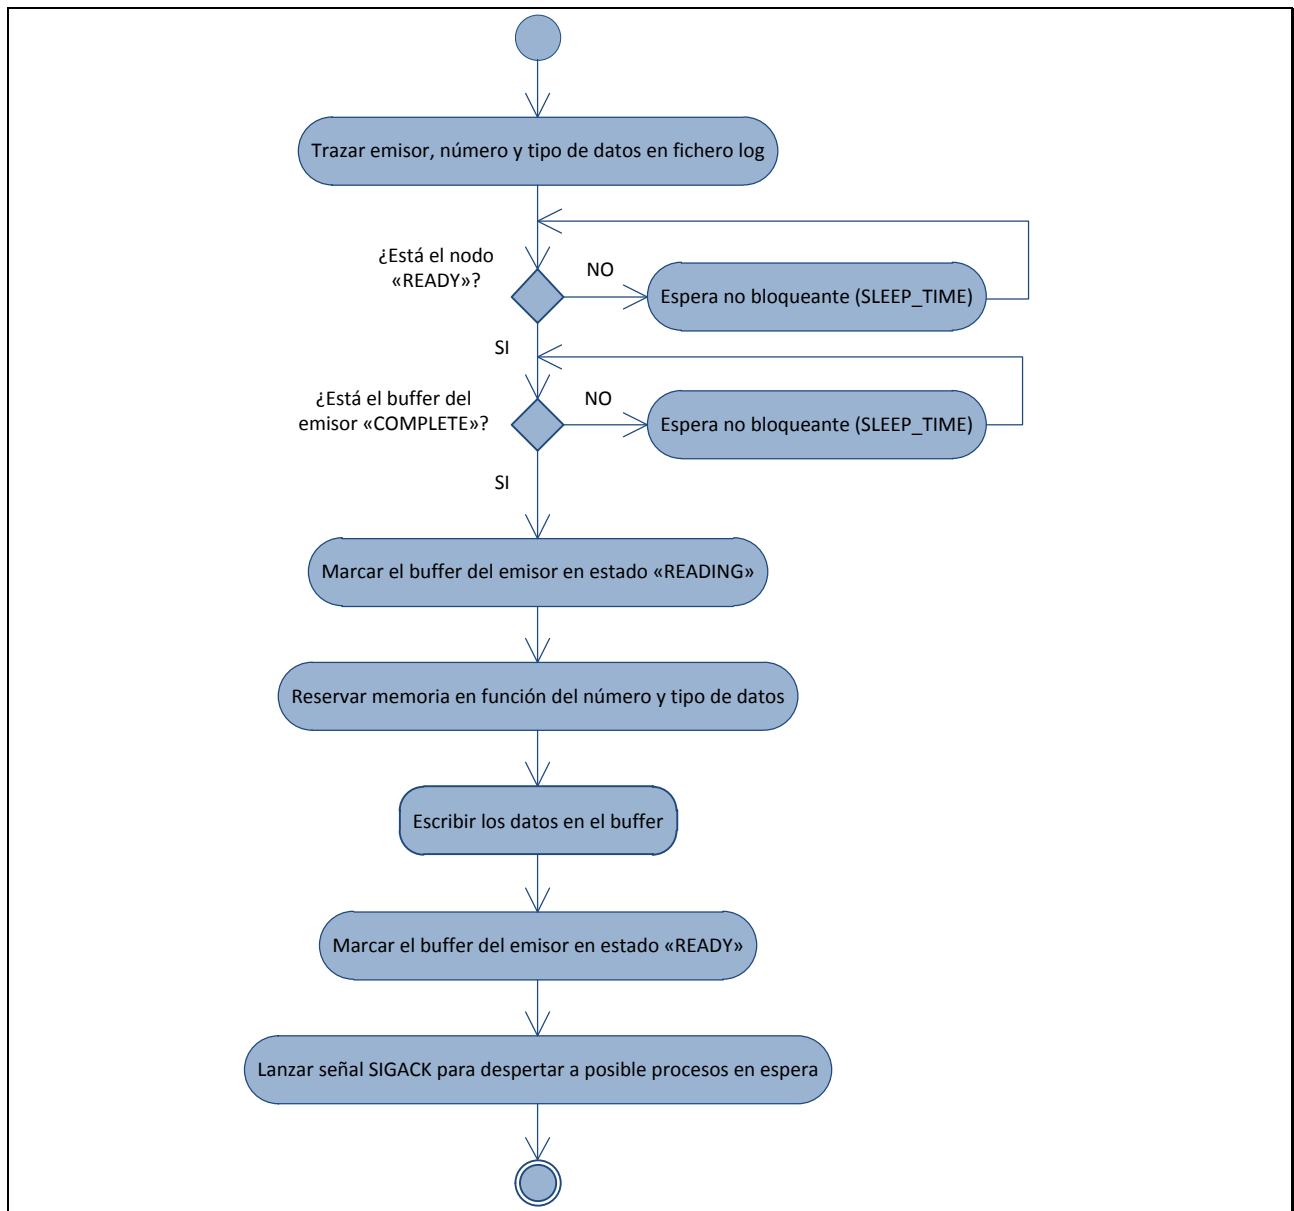 Trazar emisor, número y tipo de datos en fichero log
¿Está el nodo
«READY»?
NO
Espera no bloqueante (SLEEP_TIME)
SI
¿Está el buffer del
emisor «COMPLETE»?
NO
Espera no bloqueante (SLEEP_TIME)
SI
Marcar el buffer del emisor en estado «READING»
Reservar memoria en función del número y tipo de datos
Escribir los datos en el buffer
Marcar el buffer del emisor en estado «READY»
Lanzar señal SIGACK para despertar a posible procesos en espera